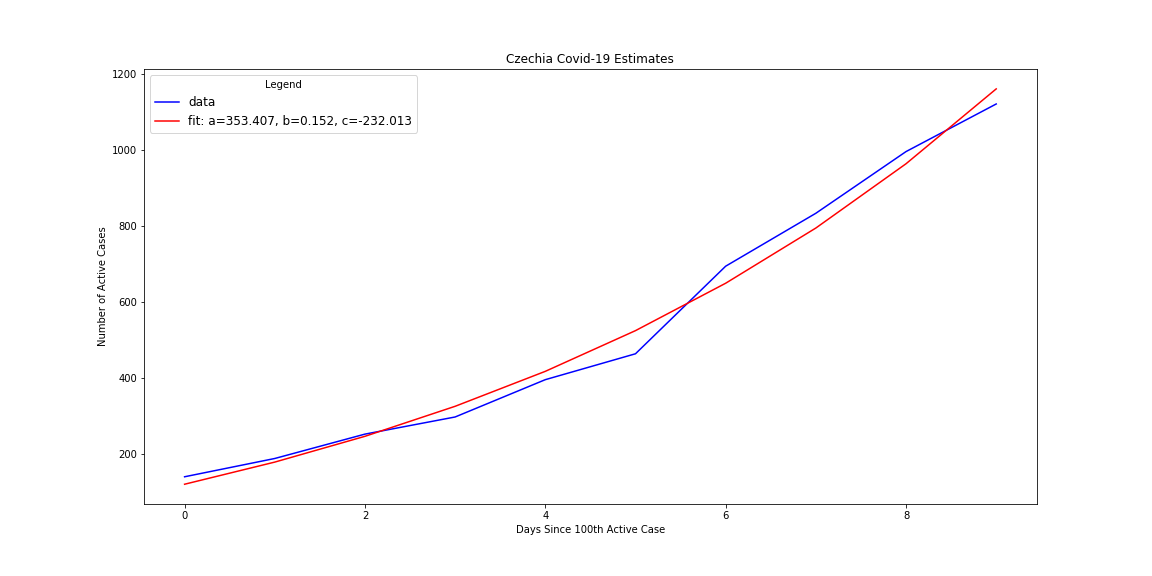 Czechia Covid-19 Estimates
Legend
data
fit: a=353.407, b=0.152, c=-232.013
1200
1000
800
600
400
200
Number of Active Cases
0 2 4 6 8
Days Since 100th Active Case